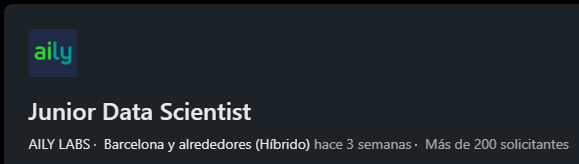 aily
Junior Data Scientist
AILY LABS · Barcelona y alrededores (Híbrido) hace 3 semanas · Más de 200 solicitantes